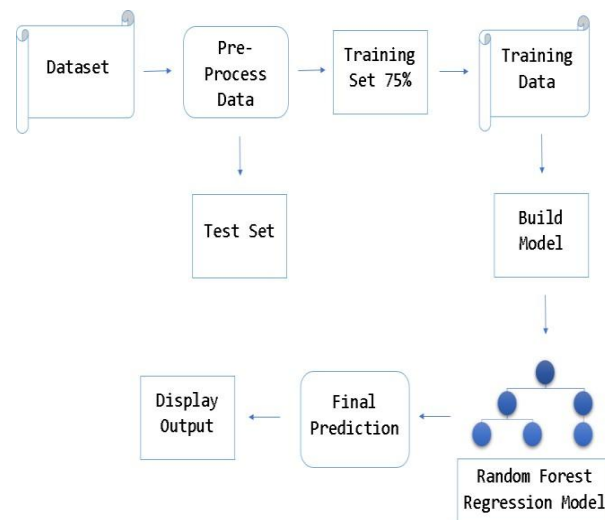 Dataset
Pre-
Process
Data
Training
Set 75%
Training
Data
Test Set
Build
Model
Display
Output
Final
Prediction
Random Forest
Regression Model